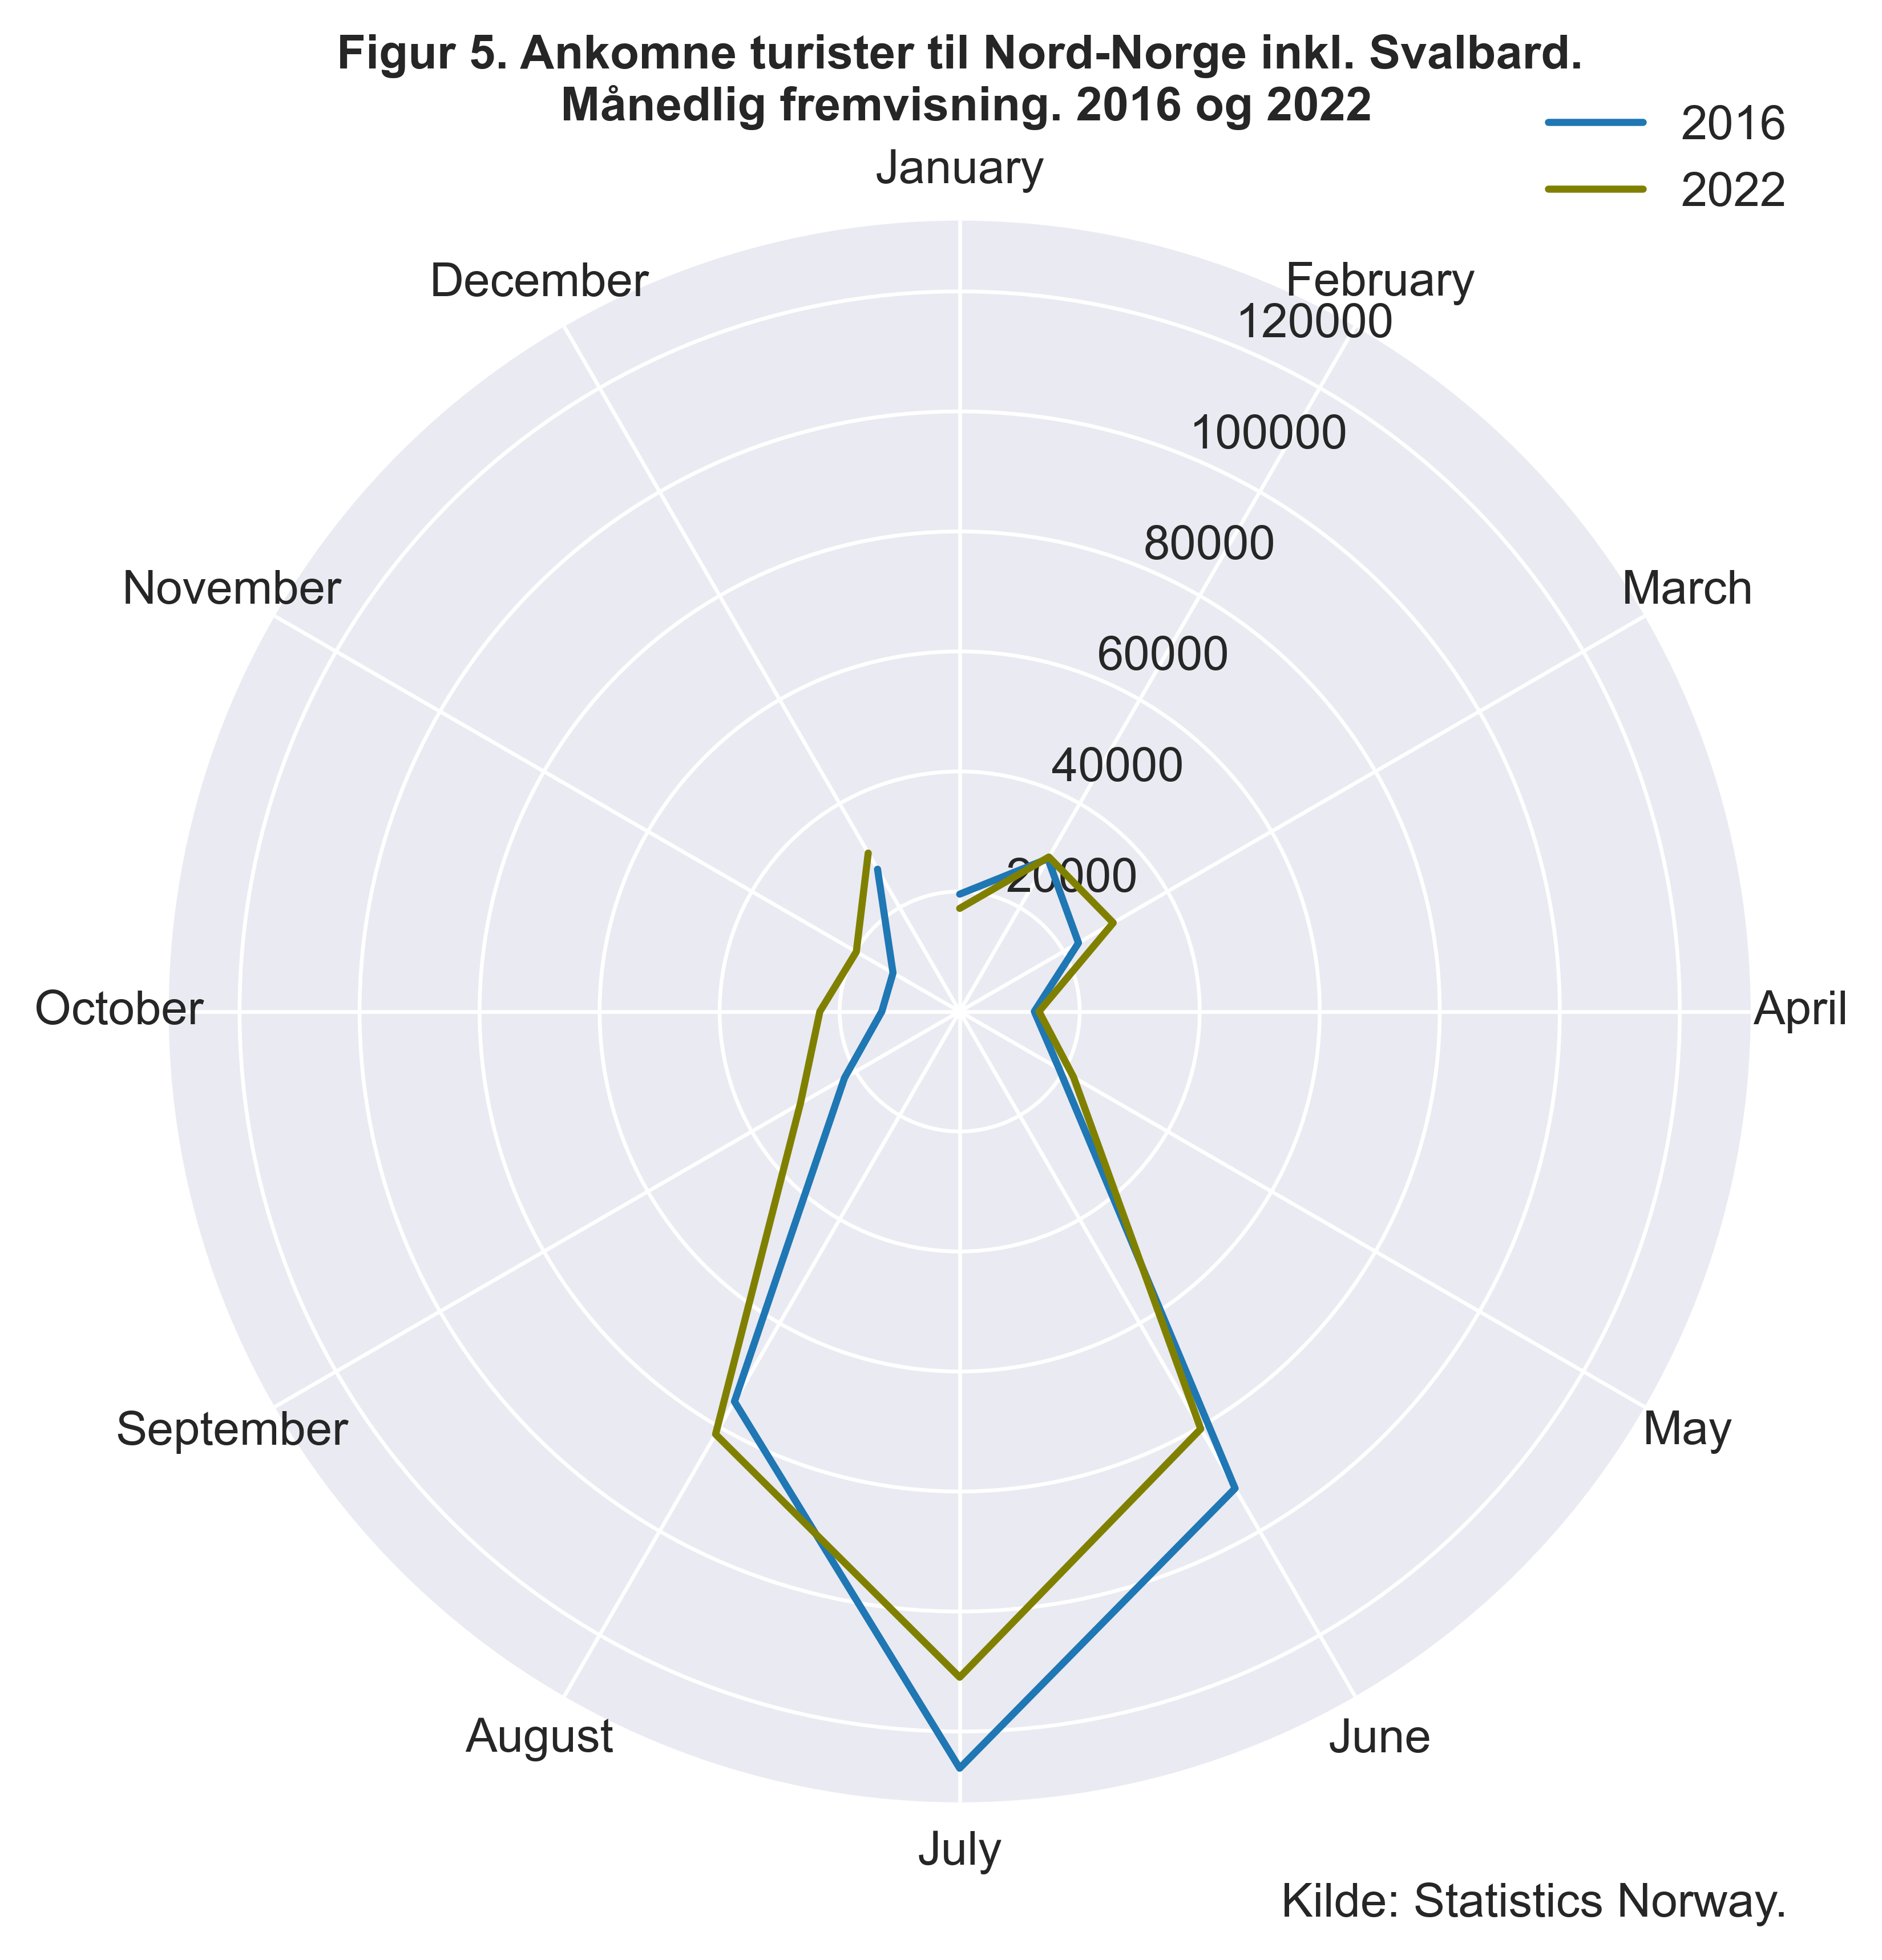 Figur 5. Ankomne turister til Nord-Norge inkl. Svalbard.
Månedlig fremvisning. 2016 og 2022
2016
2022
January
February
March
April
May
June
July
August
September
October
November
December
120000
100000
80000
60000
40000
20000
Kilde: Statistics Norway.